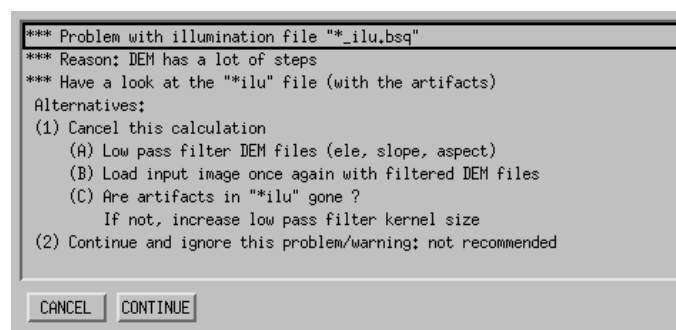 *** Problem with illumination file "*_ilu.bsq"
*** Reason: DEM has a lot of steps
*** Have a look at the "*ilu" file (with the artifacts)
Alternatives:
(1) Cancel this calculation
(A) Low pass filter DEM files (ele, slope, aspect)
(B) Load input image once again with filtered DEM files
(C) Are artifacts in "*ilu" gone ?
If not, increase low pass filter kernel size
(2) Continue and ignore this problem/warning: not recommended
CANCEL CONTINUE